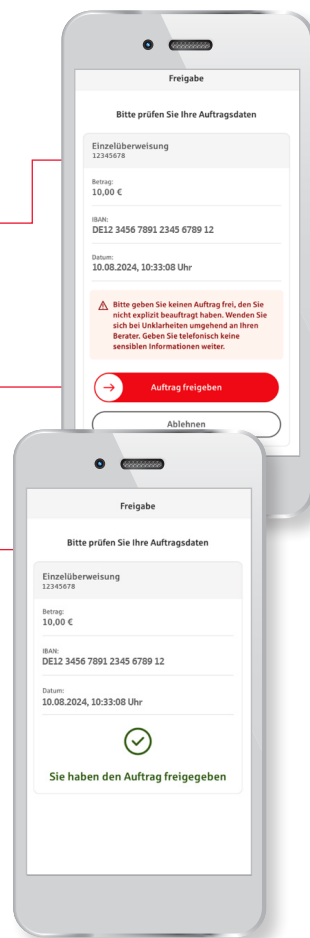 Freigabe
Bitte prüfen Sie Ihre Auftragsdaten
Einzelüberweisung
12345678
Betrag:
10,00 €
IBAN:
DE12 3456 7891 2345 6789 12
Datum:
10.08.2024, 10:33:08 Uhr
Bitte geben Sie keinen Auftrag frei, den Sie
nicht explizit beauftragt haben. Wenden Sie
sich bei Unklarheiten umgehend an Ihren
Berater. Geben Sie telefonisch keine
sensiblen Informationen weiter.
Auftrag freigeben
Ablehnen
Freigabe
Bitte prüfen Sie Ihre Auftragsdaten
Einzelüberweisung
12345678
Betrag:
10,00 €
IBAN:
DE12 3456 7891 2345 6789 12
Datum:
10.08.2024, 10:33:08 Uhr
Sie haben den Auftrag freigegeben